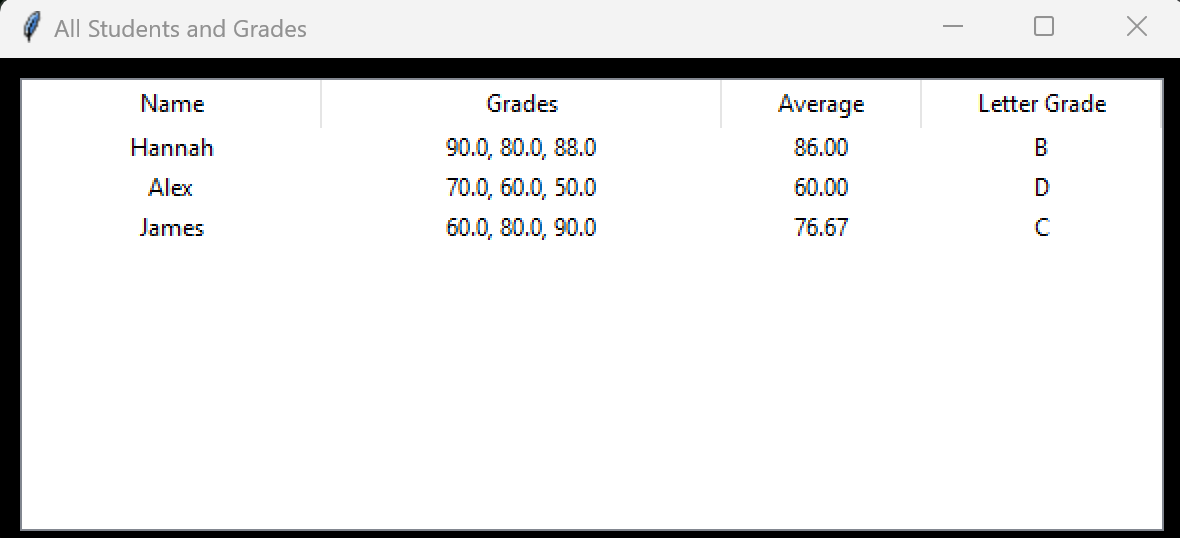 All Students and Grades
Name Grades Average Letter Grade
Hannah 90.0, 80.0, 88.0 86.00 B
Alex 70.0, 60.0, 50.0 60.00 D
James 60.0, 80.0, 90.0 76.67 C